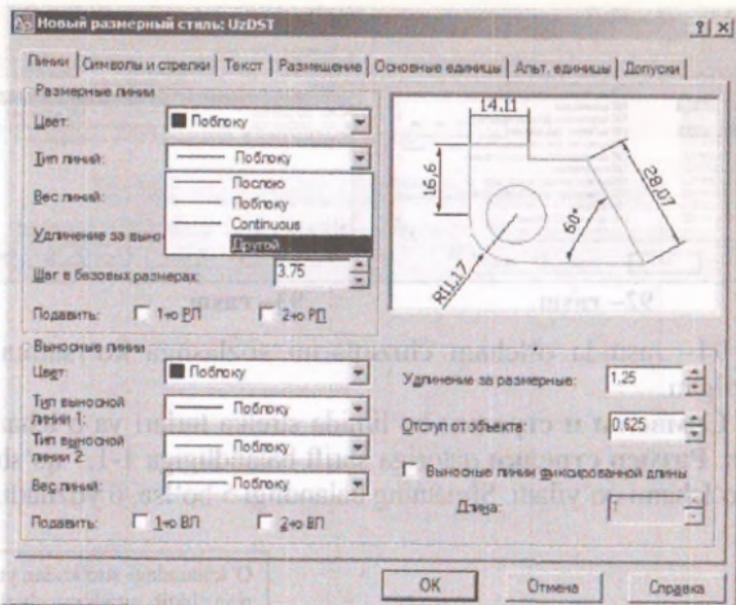 Новый размерный стиль: UzDST
Линии Символы и стрелки Текст Размещение Основные единицы Альт. единицы Допуски
Размерные линии
Цвет: Поблоку
Тип линий: Поблоку
Послою
Поблоку
Continuous
Другой
Вес линий:
Удлинение за выно
Шаг в базовых размерах: 3.75
Подавить: 1-ю РЛ 2-ю РЛ
14,11
16,6
28,07
60°
R11,17
Выносные линии
Цвет: Поблоку
Тип выносной линии 1: Поблоку
Тип выносной линии 2: Поблоку
Вес линий: Поблоку
Подавить: 1-ю ВЛ 2-ю ВЛ
Удлинение за размерные: 1,25
Отступ от объекта: 0.625
Выносные линии фиксированной длины
Длина:
OK Отмена Справка